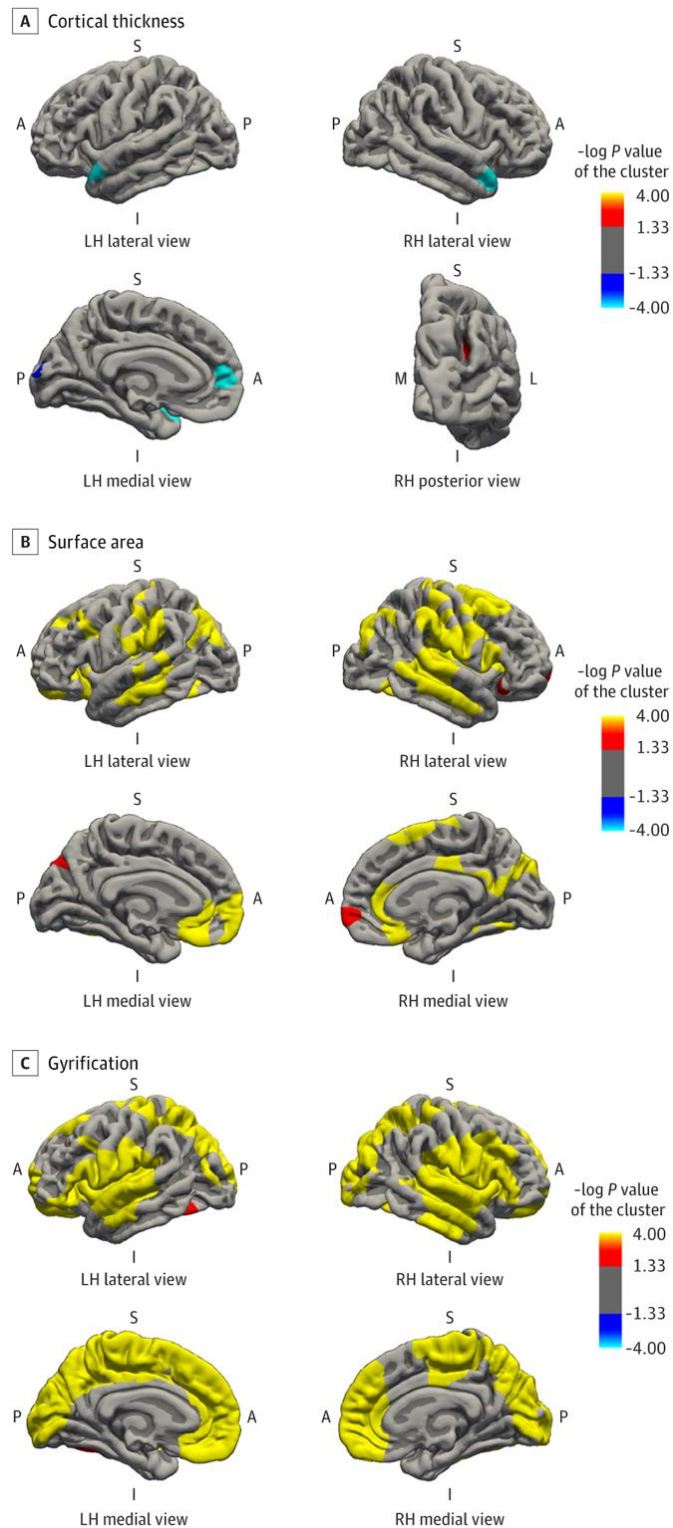 A Cortical thickness
S
S
A
P
P
A
I
I
LH lateral view
RH lateral view
–log P value
of the cluster
4.00
1.33
–1.33
–4.00
S
S
P
A
M
L
I
I
LH medial view
RH posterior view
B Surface area
S
S
A
P
P
A
I
I
LH lateral view
RH lateral view
–log P value
of the cluster
4.00
1.33
–1.33
–4.00
S
S
P
A
A
P
I
I
LH medial view
RH medial view
C Gyrification
S
S
A
P
P
A
I
I
LH lateral view
RH lateral view
–log P value
of the cluster
4.00
1.33
–1.33
–4.00
S
S
P
A
A
P
I
I
LH medial view
RH medial view